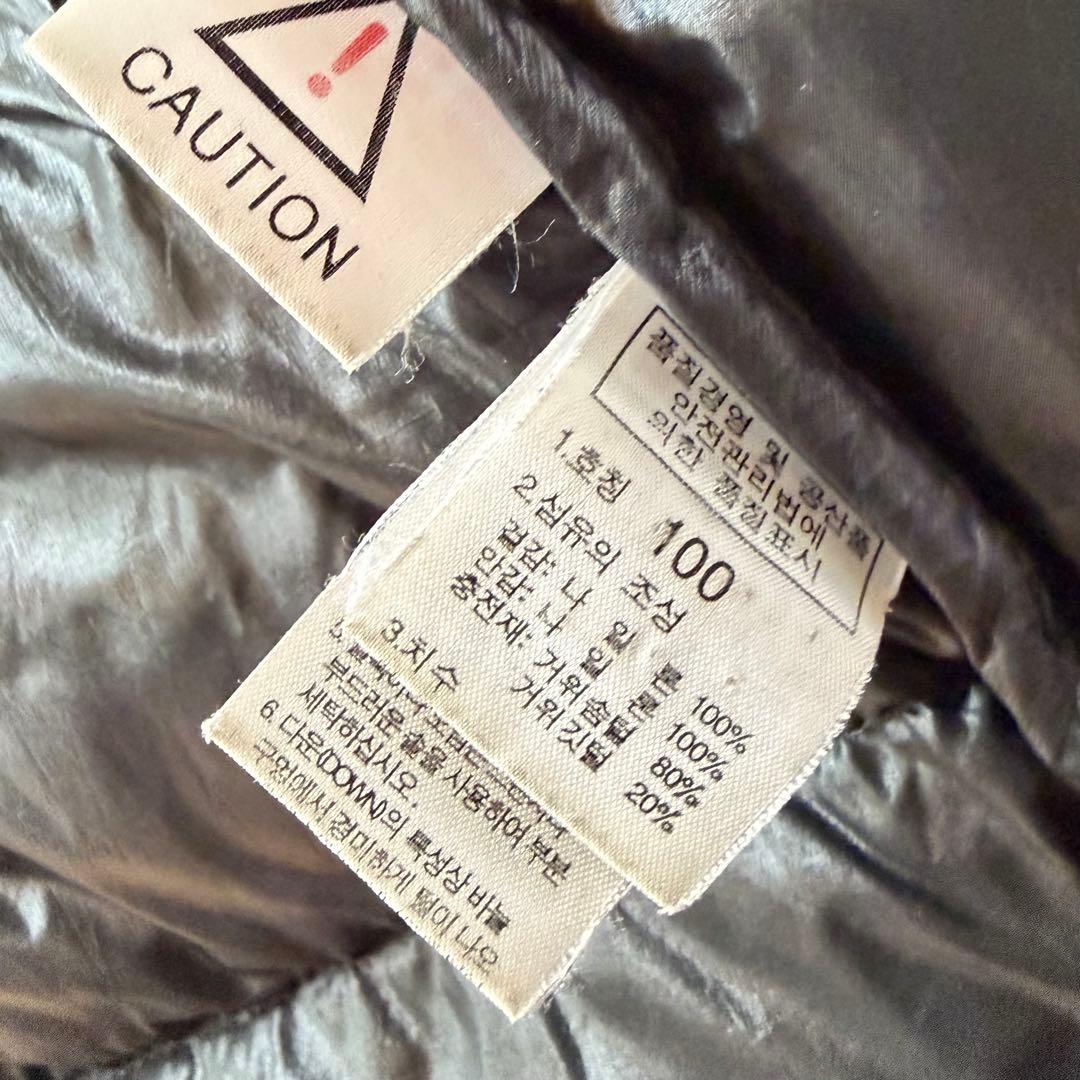 !
CAUTION
품질경영 및 공산품
안전관리법에
의한 품질표시
1.호칭 100
2.섬유의 조성
겉감: 나 일 론 100%
안감: 나 일 론 100%
충전재: 거위솜털 80%
거위깃털 20%
3.치수
부드러운 솔을 사용하여 부분
세탁하십시오.
6. 다운(DOWN)의 특성상 바늘
구멍에서 경미하게 털이 나오